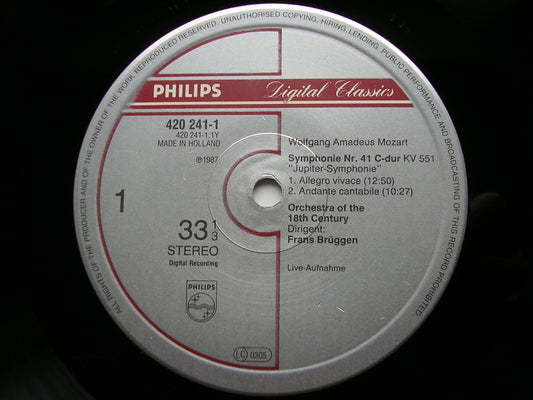 ALL RIGHTS OF THE PRODUCER AND OF THE OWNER OF THE WORK REPRODUCED RESERVED. UNAUTHORISED COPYING, HIRING, LENDING, PUBLIC PERFORMANCE AND BROADCASTING OF THIS RECORD PROHIBITED
PHILIPS Digital Classics
420 241-1
420 241-1.1Y
MADE IN HOLLAND
℗1987
1
33 1/3
STEREO
Digital Recording
PHILIPS
Wolfgang Amadeus Mozart
Symphonie Nr. 41 C-dur KV 551
"Jupiter-Symphonie"
1. Allegro vivace (12:50)
2. Andante cantabile (10:27)
Orchestra of the
18th Century
Dirigent:
Frans Brüggen
Live-Aufnahme
LC 0305